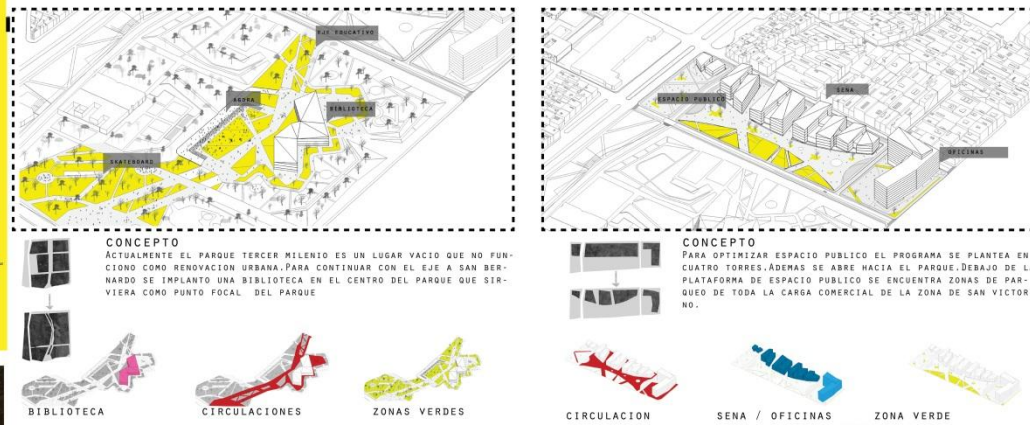 EJE EDUCATIVO
AGORA
BIBLIOTECA
SKATEBOARD
CONCEPTO
ACTUALMENTE EL PARQUE TERCER MILENIO ES UN LUGAR VACIO QUE NO FUN-
CIONO COMO RENOVACION URBANA.PARA CONTINUAR CON EL EJE A SAN BER-
NARDO SE IMPLANTO UNA BIBLIOTECA EN EL CENTRO DEL PARQUE QUE SIR-
VIERA COMO PUNTO FOCAL DEL PARQUE
BIBLIOTECA
CIRCULACIONES
ZONAS VERDES
SENA
ESPACIO PUBLICO
OFICINAS
CONCEPTO
PARA OPTIMIZAR ESPACIO PUBLICO EL PROGRAMA SE PLANTEA EN
CUATRO TORRES.ADEMAS SE ABRE HACIA EL PARQUE.DEBAJO DE L
PLATAFORMA DE ESPACIO PUBLICO SE ENCUENTRA ZONAS DE PAR-
QUEO DE TODA LA CARGA COMERCIAL DE LA ZONA DE SAN VICTOR
NO.
CIRCULACION
SENA / OFICINAS
ZONA VERDE